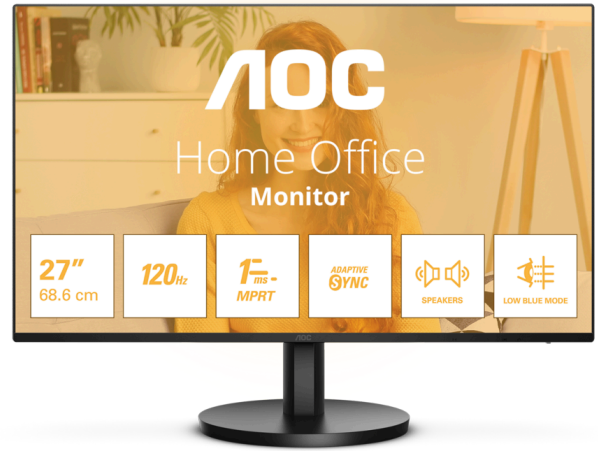 AOC
Home Office
Monitor
27"
68.6 cm
120Hz
1ms
MPRT
ADAPTIVE
SYNC
SPEAKERS
LOW BLUE MODE
AOC